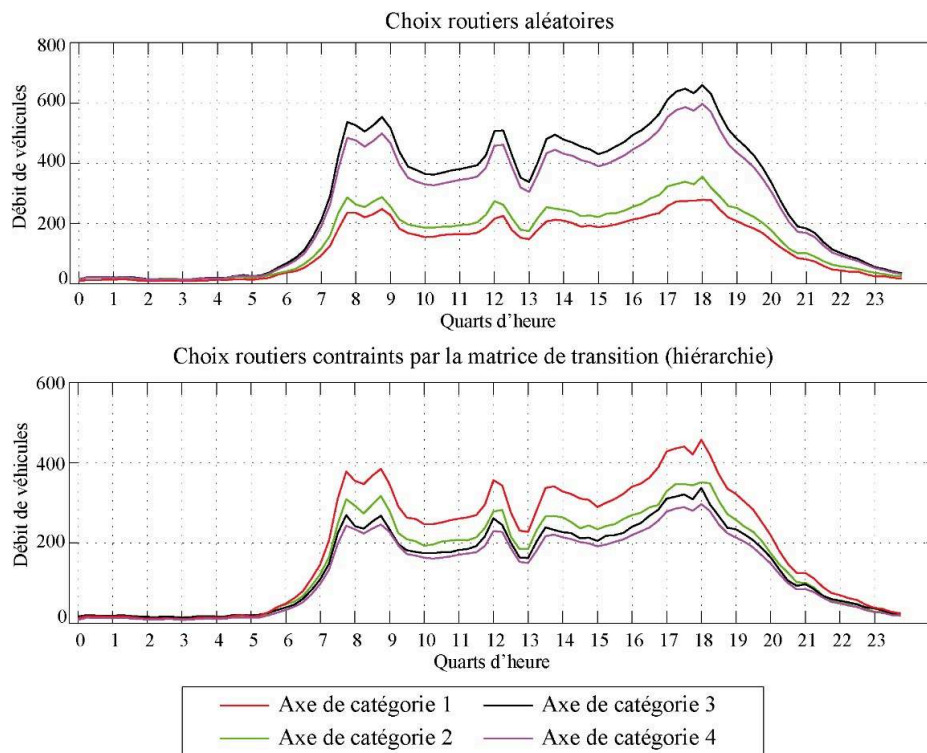 Choix routiers aléatoires
800
600
400
200
0
Débit de véhicules
0 1 2 3 4 5 6 7 8 9 10 11 12 13 14 15 16 17 18 19 20 21 22 23
Quarts d'heure
Choix routiers contraints par la matrice de transition (hiérarchie)
600
400
200
0
Débit de véhicules
0 1 2 3 4 5 6 7 8 9 10 11 12 13 14 15 16 17 18 19 20 21 22 23
Quarts d'heure
Axe de catégorie 1
Axe de catégorie 3
Axe de catégorie 2
Axe de catégorie 4